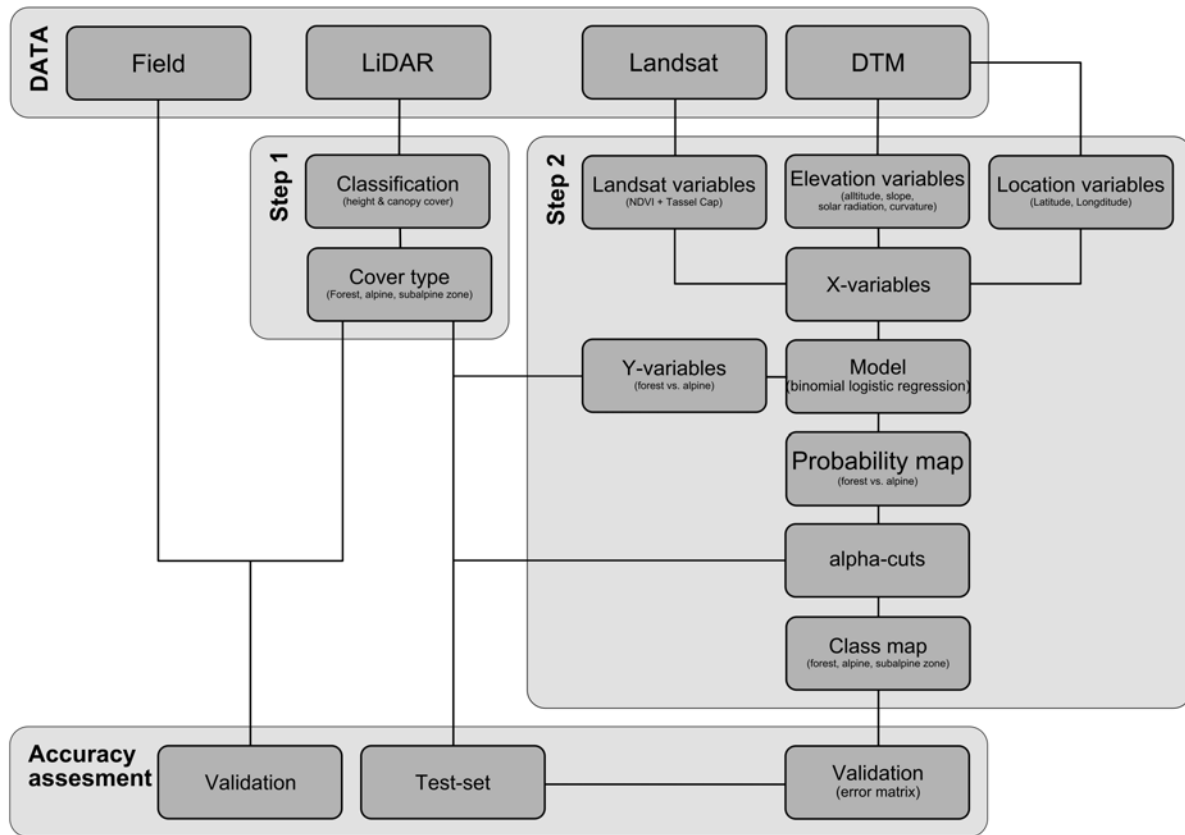 DATA
Field
LiDAR
Landsat
DTM
Step 1
Classification
(height & canopy cover)
Cover type
(Forest, alpine, subalpine zone)
Step 2
Landsat variables
(NDVI + Tassel Cap)
Elevation variables
(alltitude, slope,
solar radiation, curvature)
Location variables
(Latitude, Longditude)
X-variables
Y-variables
(forest vs. alpine)
Model
(binomial logistic regression)
Probability map
(forest vs. alpine)
alpha-cuts
Class map
(forest, alpine, subalpine zone)
Accuracy
assesment
Validation
Test-set
Validation
(error matrix)